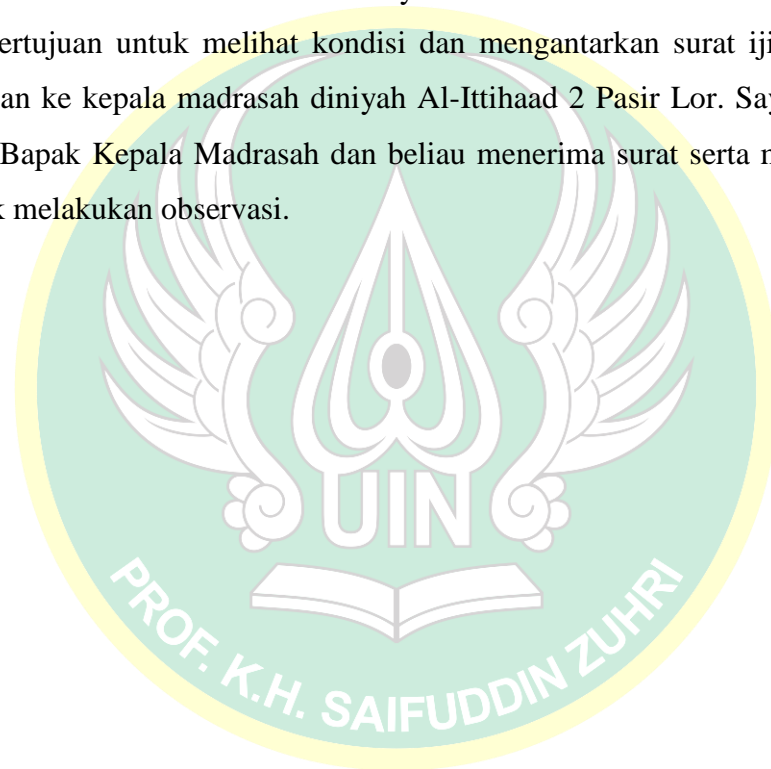 ertujuan untuk melihat kondisi dan mengantarkan surat iji
an ke kepala madrasah diniyah Al-Ittihaad 2 Pasir Lor. Say
Bapak Kepala Madrasah dan beliau menerima surat serta m
k melakukan observasi.
UIN
PROF. K.H. SAIFUDDIN ZUHRI